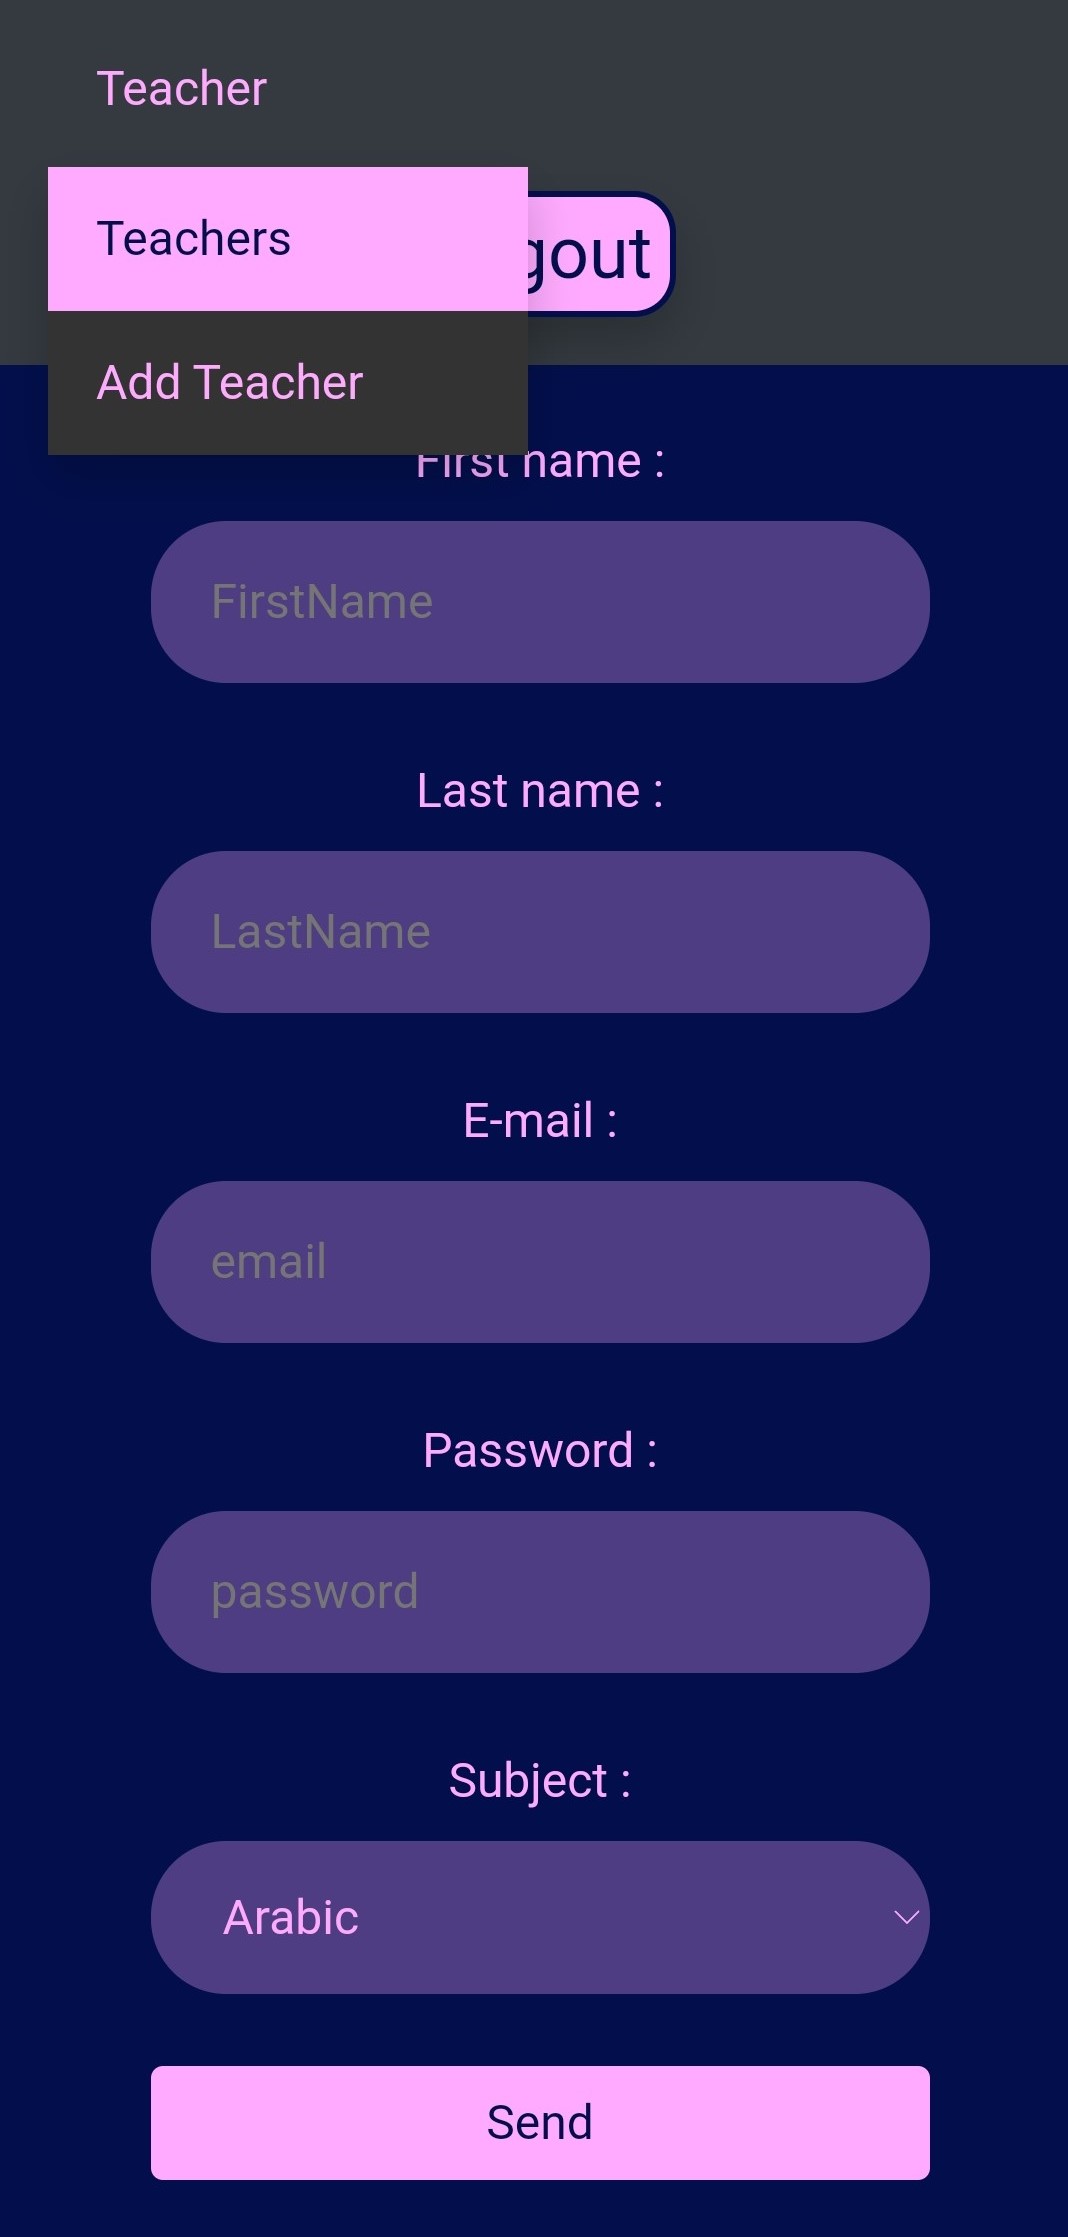 Teacher
Teachers
gout
Add Teacher
First name :
FirstName
Last name :
LastName
E-mail :
email
Password :
password
Subject :
Arabic
Send